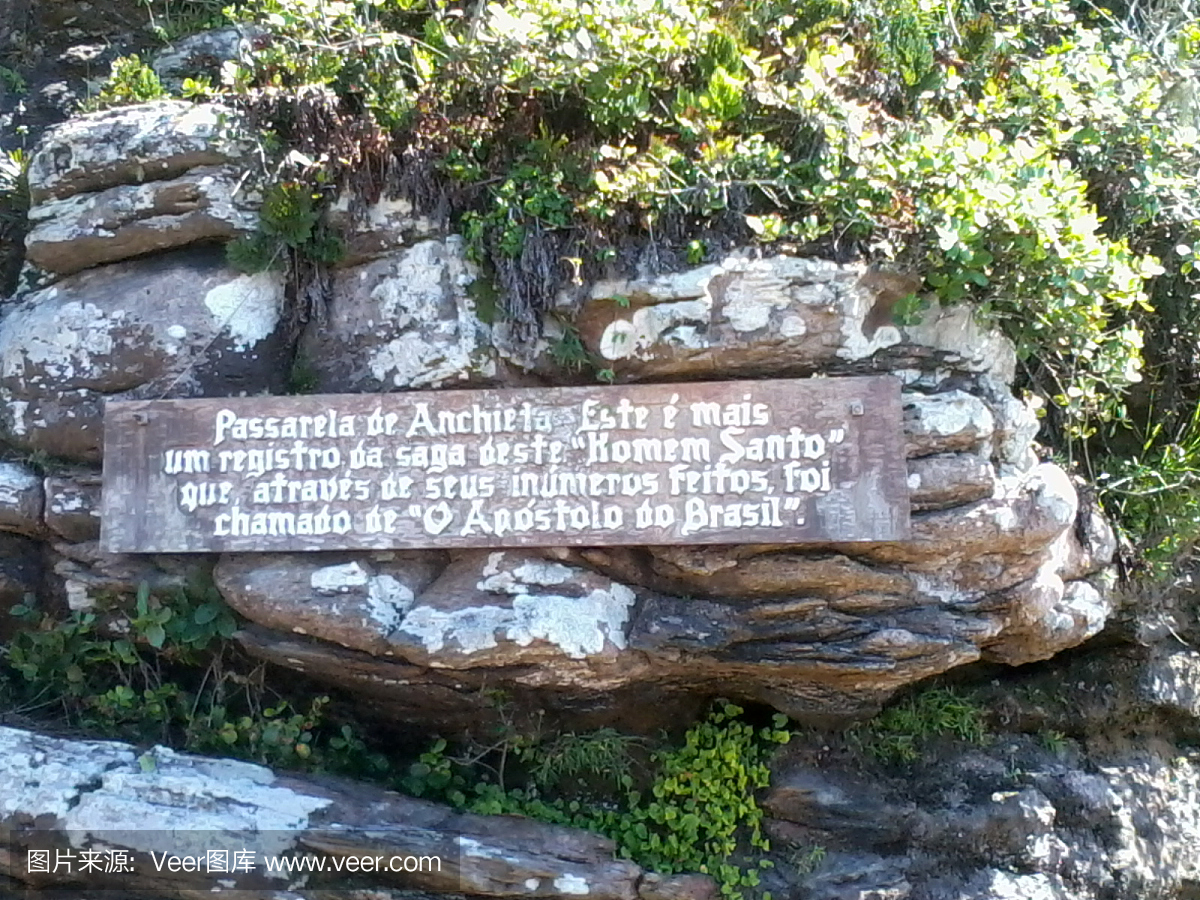 Passarela de Anchieta Este é mais
um registro da saga deste "Homem Santo"
que, através de seus inúmeros feitos, foi
chamado de "O Apóstolo do Brasil".
图片来源: Veer图库 www.veer.com